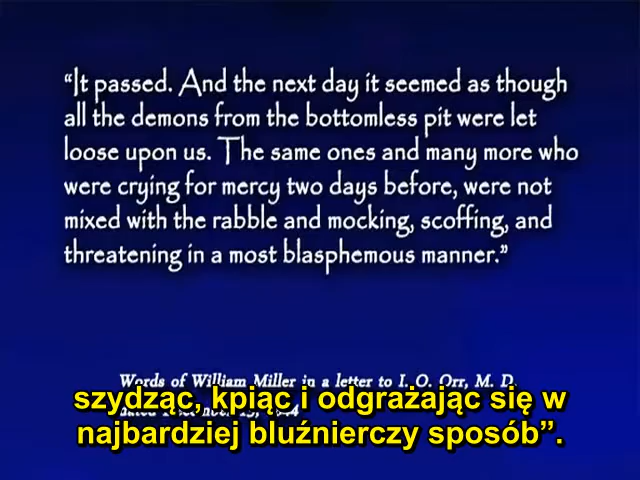 “It passed. And the next day it seemed as though
all the demons from the bottomless pit were let
loose upon us. The same ones and many more who
were crying for mercy two days before, were not
mixed with the rabble and mocking, scoffing, and
threatening in a most blasphemous manner.”
Words of William Miller in a letter to I. O. Orr, M. D.
szydząc, kpiąc i odgrażając się w
najbardziej bluźnierczy sposób”.